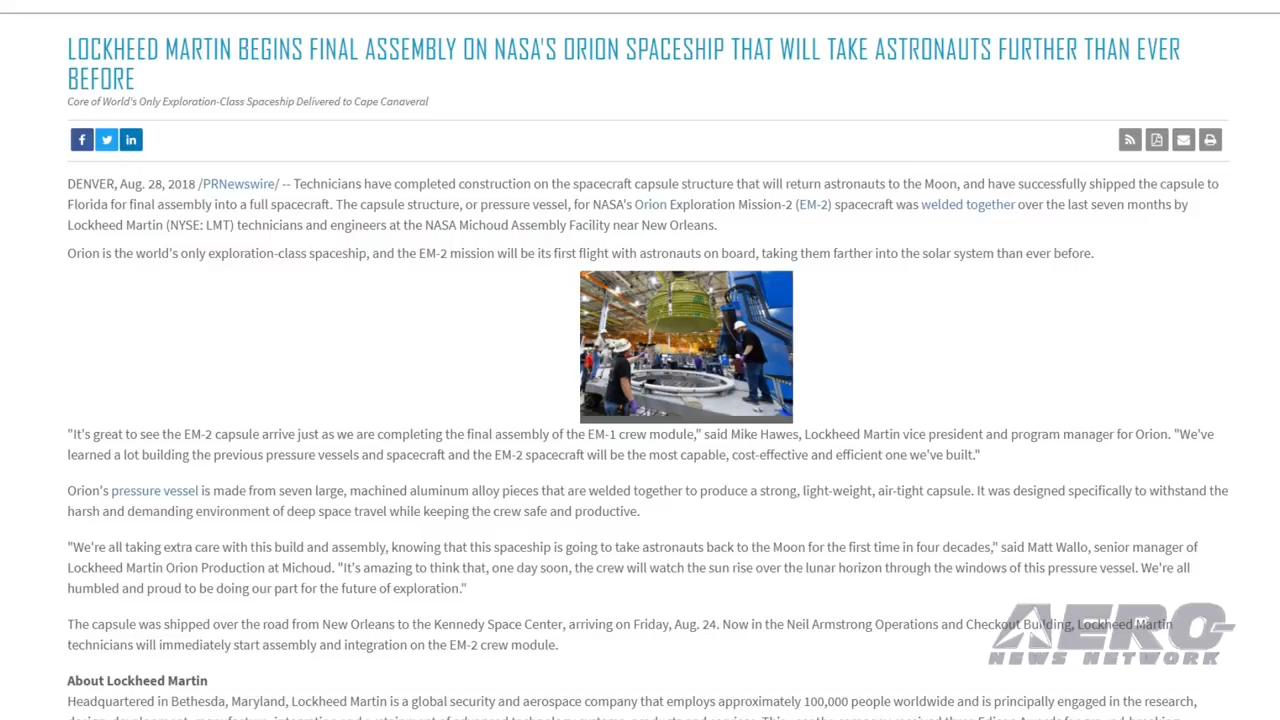 LOCKHEED MARTIN BEGINS FINAL ASSEMBLY ON NASA'S ORION SPACESHIP THAT WILL TAKE ASTRONAUTS FURTHER THAN EVER
BEFORE
Core of World's Only Exploration-Class Spaceship Delivered to Cape Canaveral
DENVER, Aug. 28, 2018 /PRNewswire/ -- Technicians have completed construction on the spacecraft capsule structure that will return astronauts to the Moon, and have successfully shipped the capsule to
Florida for final assembly into a full spacecraft. The capsule structure, or pressure vessel, for NASA's Orion Exploration Mission-2 (EM-2) spacecraft was welded together over the last seven months by
Lockheed Martin (NYSE: LMT) technicians and engineers at the NASA Michoud Assembly Facility near New Orleans.
Orion is the world's only exploration-class spaceship, and the EM-2 mission will be its first flight with astronauts on board, taking them farther into the solar system than ever before.
"It's great to see the EM-2 capsule arrive just as we are completing the final assembly of the EM-1 crew module," said Mike Hawes, Lockheed Martin vice president and program manager for Orion. "We've
learned a lot building the previous pressure vessels and spacecraft and the EM-2 spacecraft will be the most capable, cost-effective and efficient one we've built."
Orion's pressure vessel is made from seven large, machined aluminum alloy pieces that are welded together to produce a strong, light-weight, air-tight capsule. It was designed specifically to withstand the
harsh and demanding environment of deep space travel while keeping the crew safe and productive.
"We're all taking extra care with this build and assembly, knowing that this spaceship is going to take astronauts back to the Moon for the first time in four decades," said Matt Wallo, senior manager of
Lockheed Martin Orion Production at Michoud. "It's amazing to think that, one day soon, the crew will watch the sun rise over the lunar horizon through the windows of this pressure vessel. We're all
humbled and proud to be doing our part for the future of exploration."
The capsule was shipped over the road from New Orleans to the Kennedy Space Center, arriving on Friday, Aug. 24. Now in the Neil Armstrong Operations and Checkout Building, Lockheed Martin
technicians will immediately start assembly and integration on the EM-2 crew module.
AERO-
NEWS NETWORK
About Lockheed Martin
Headquartered in Bethesda, Maryland, Lockheed Martin is a global security and aerospace company that employs approximately 100,000 people worldwide and is principally engaged in the research,